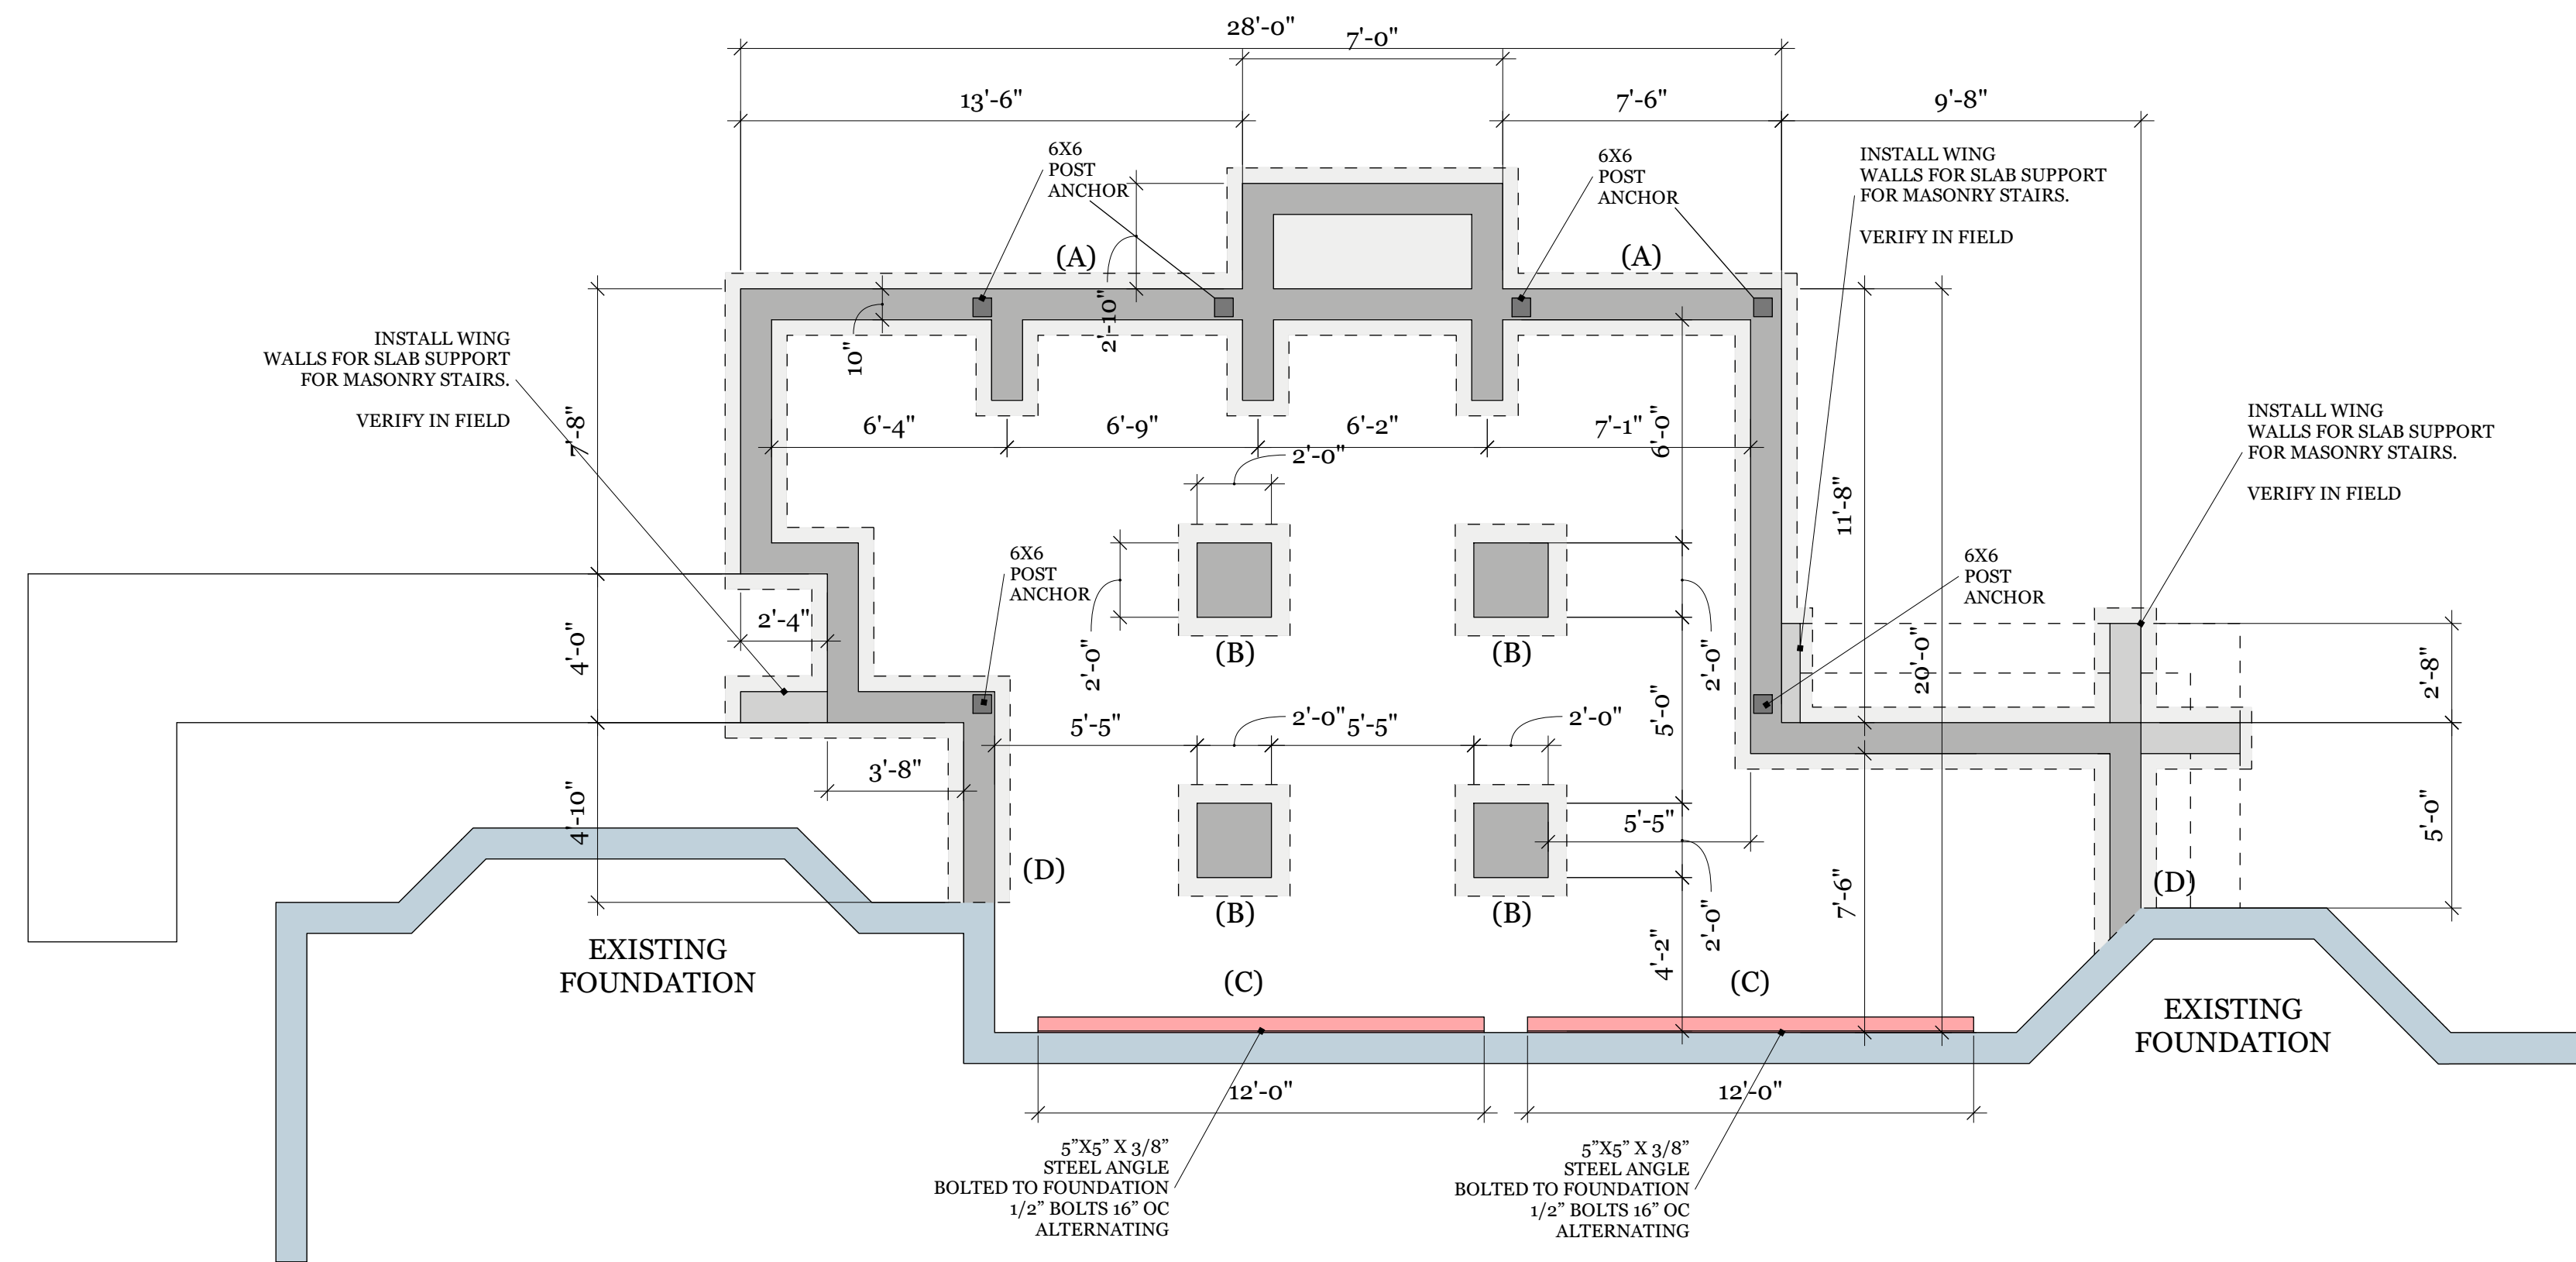 28'-0"
7'-0"
13'-6"
7'-6"
9'-8"
6X6
POST
ANCHOR
6X6
POST
ANCHOR
INSTALL WING
WALLS FOR SLAB SUPPORT
FOR MASONRY STAIRS.
VERIFY IN FIELD
(A)
(A)
2'-10"
10"
INSTALL WING
WALLS FOR SLAB SUPPORT
FOR MASONRY STAIRS.
VERIFY IN FIELD
7'-8"
6'-4"
6'-9"
6'-2"
7'-1"
6'-0"
2'-0"
11'-8"
INSTALL WING
WALLS FOR SLAB SUPPORT
FOR MASONRY STAIRS.
VERIFY IN FIELD
6X6
POST
ANCHOR
6X6
POST
ANCHOR
2'-4"
4'-0"
2'-0"
(B)
(B)
2'-0"
20'-0"
2'-8"
5'-5"
2'-0"
5'-5"
2'-0"
5'-0"
3'-8"
4'-10"
5'-5"
5'-0"
(D)
(D)
(B)
(B)
2'-0"
7'-6"
4'-2"
EXISTING
FOUNDATION
(C)
(C)
EXISTING
FOUNDATION
12'-0"
12'-0"
5”X5” X 3/8”
STEEL ANGLE
BOLTED TO FOUNDATION
1/2” BOLTS 16” OC
ALTERNATING
5”X5” X 3/8”
STEEL ANGLE
BOLTED TO FOUNDATION
1/2” BOLTS 16” OC
ALTERNATING